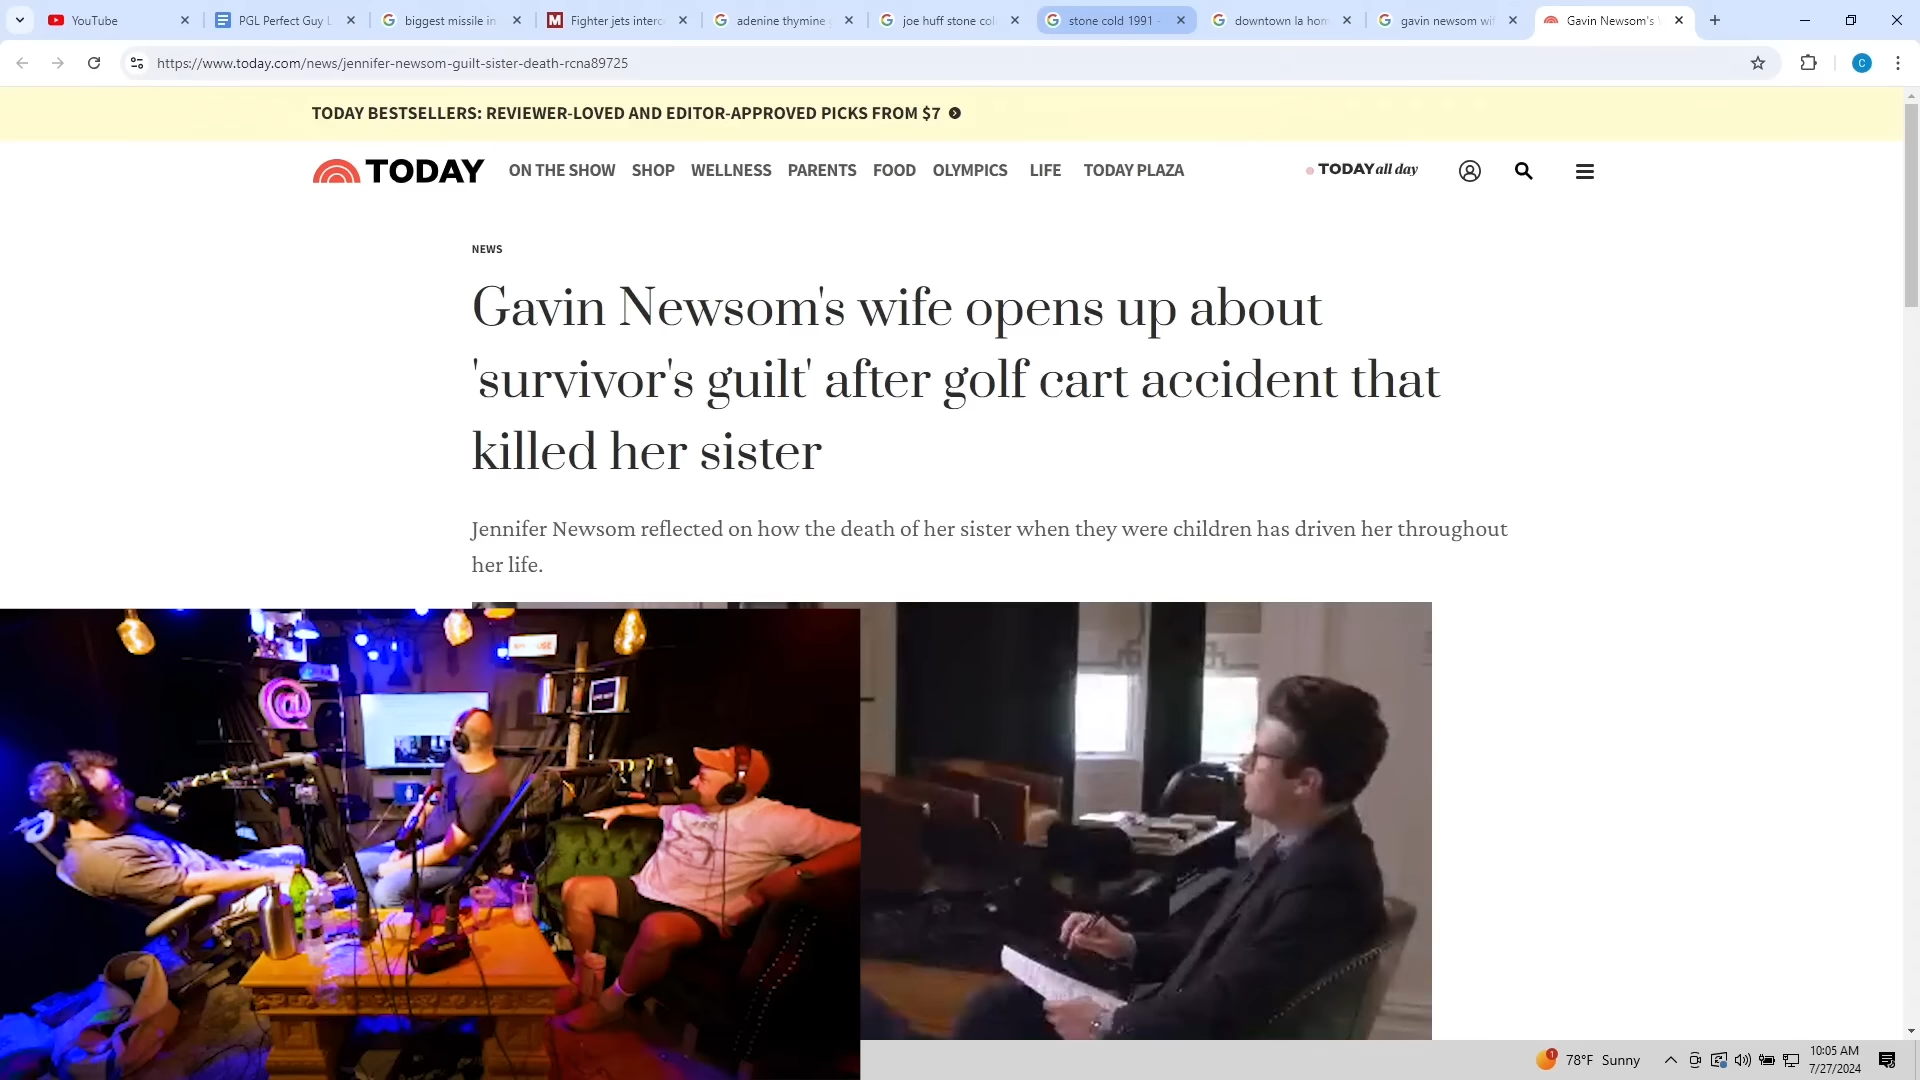 YouTube
PGL Perfect Guy L
biggest missile in
Fighter jets interc
adenine thymine
joe huff stone col
stone cold 1991 -
downtown la hom
gavin newsom wif
Gavin Newsom's
https://www.today.com/news/jennifer-newsom-guilt-sister-death-rcna89725
C
TODAY BESTSELLERS: REVIEWER-LOVED AND EDITOR-APPROVED PICKS FROM $7
TODAY ON THE SHOW SHOP WELLNESS PARENTS FOOD OLYMPICS LIFE TODAY PLAZA TODAY all day
NEWS
Gavin Newsom's wife opens up about
'survivor's guilt' after golf cart accident that
killed her sister
Jennifer Newsom reflected on how the death of her sister when they were children has driven her throughout
her life.
@
1
78°F Sunny
10:05 AM
7/27/2024